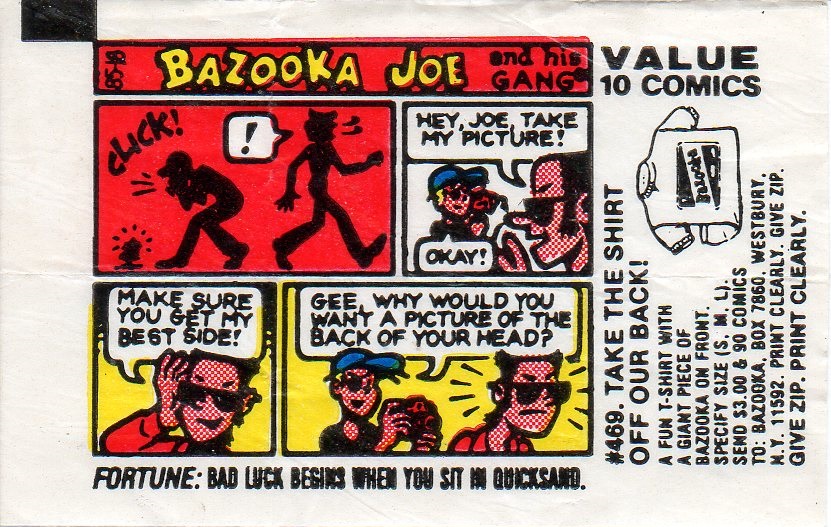 85-18
BAZOOKA JOE
and his
GANG®
CLICK!
!
HEY, JOE, TAKE
MY PICTURE!
OKAY!
MAKE SURE
YOU GET MY
BEST SIDE!
GEE, WHY WOULD YOU
WANT A PICTURE OF THE
BACK OF YOUR HEAD?
FORTUNE: BAD LUCK BEGINS WHEN YOU SIT IN QUICKSAND.
VALUE
10 COMICS
Bazooka
#469. TAKE THE SHIRT
OFF OUR BACK!
A FUN T-SHIRT WITH
A GIANT PIECE OF
BAZOOKA ON FRONT.
SPECIFY SIZE (S, M, L).
SEND $3.00 & 90 COMICS
TO: BAZOOKA, BOX 7860, WESTBURY,
N.Y. 11592. PRINT CLEARLY. GIVE ZIP.
GIVE ZIP. PRINT CLEARLY.